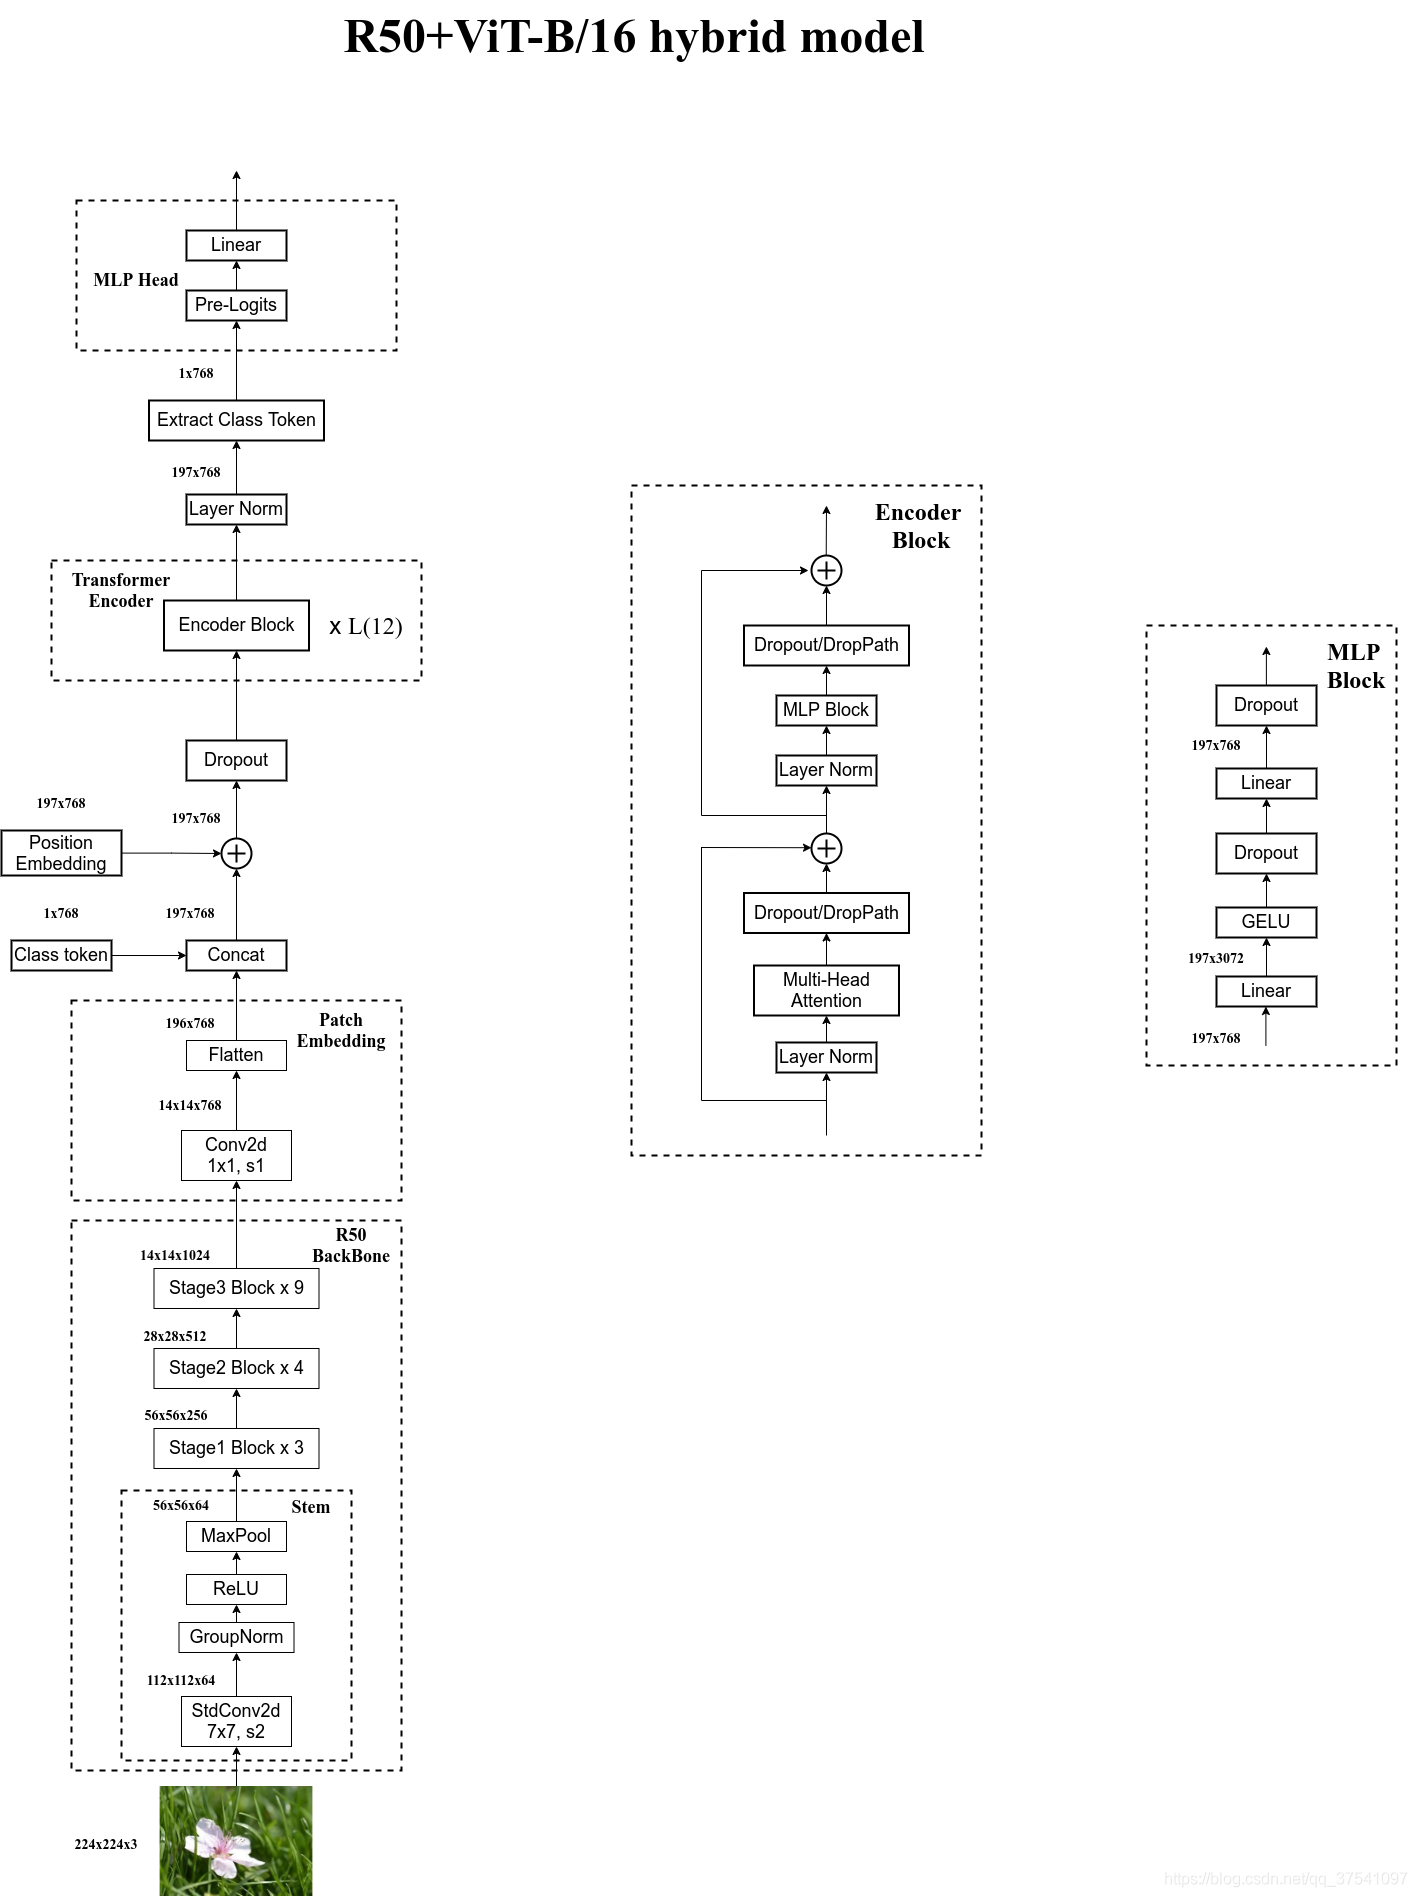 R50+ViT-B/16 hybrid model
Linear
MLP Head
Pre-Logits
1x768
Extract Class Token
197x768
Layer Norm
Transformer
Encoder
Encoder Block
x L(12)
Dropout
197x768
197x768
Position
Embedding
1x768
197x768
Class token
Concat
196x768
Patch
Embedding
Flatten
14x14x768
Conv2d
1x1, s1
R50
BackBone
14x14x1024
Stage3 Block x 9
28x28x512
Stage2 Block x 4
56x56x256
Stage1 Block x 3
56x56x64
Stem
MaxPool
ReLU
GroupNorm
112x112x64
StdConv2d
7x7, s2
224x224x3
Encoder
Block
Dropout/DropPath
MLP Block
Layer Norm
Dropout/DropPath
Multi-Head
Attention
Layer Norm
MLP
Block
Dropout
197x768
Linear
Dropout
GELU
197x3072
Linear
197x768
https://blog.csdn.net/qq_37541097